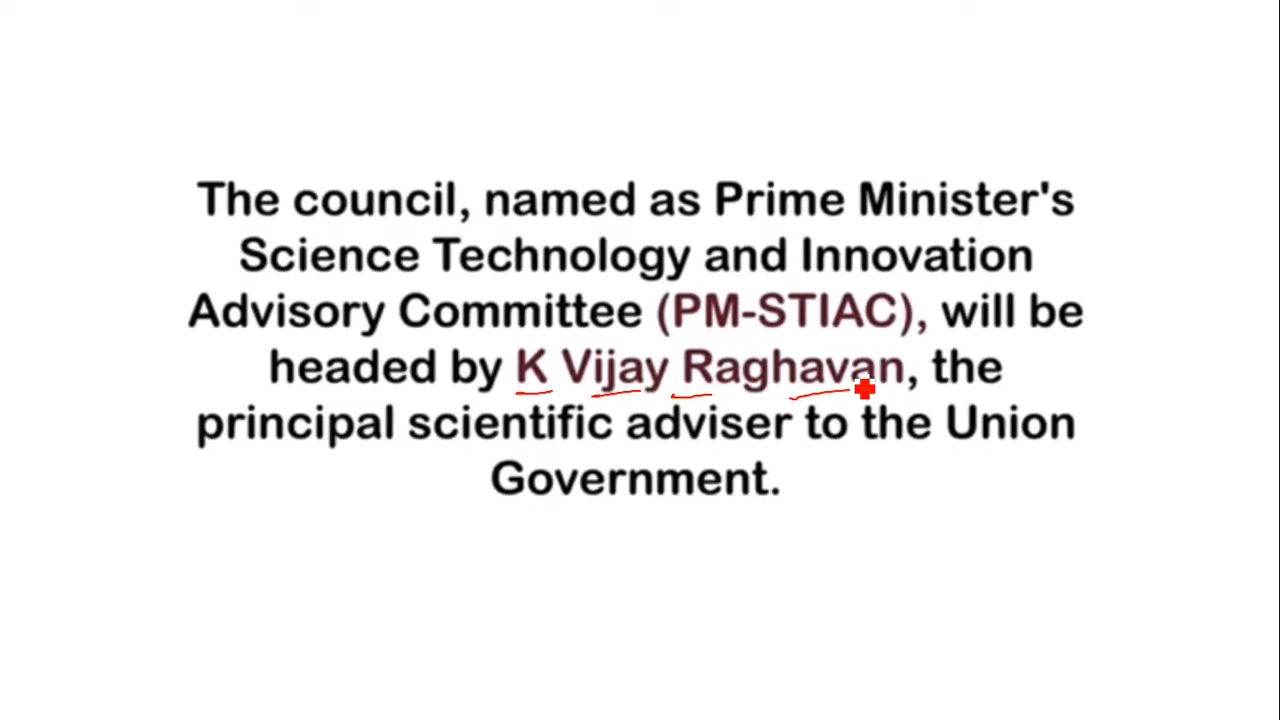 The council, named as Prime Minister's
Science Technology and Innovation
Advisory Committee (PM-STIAC), will be
headed by K Vijay Raghavan, the
principal scientific adviser to the Union
Government.